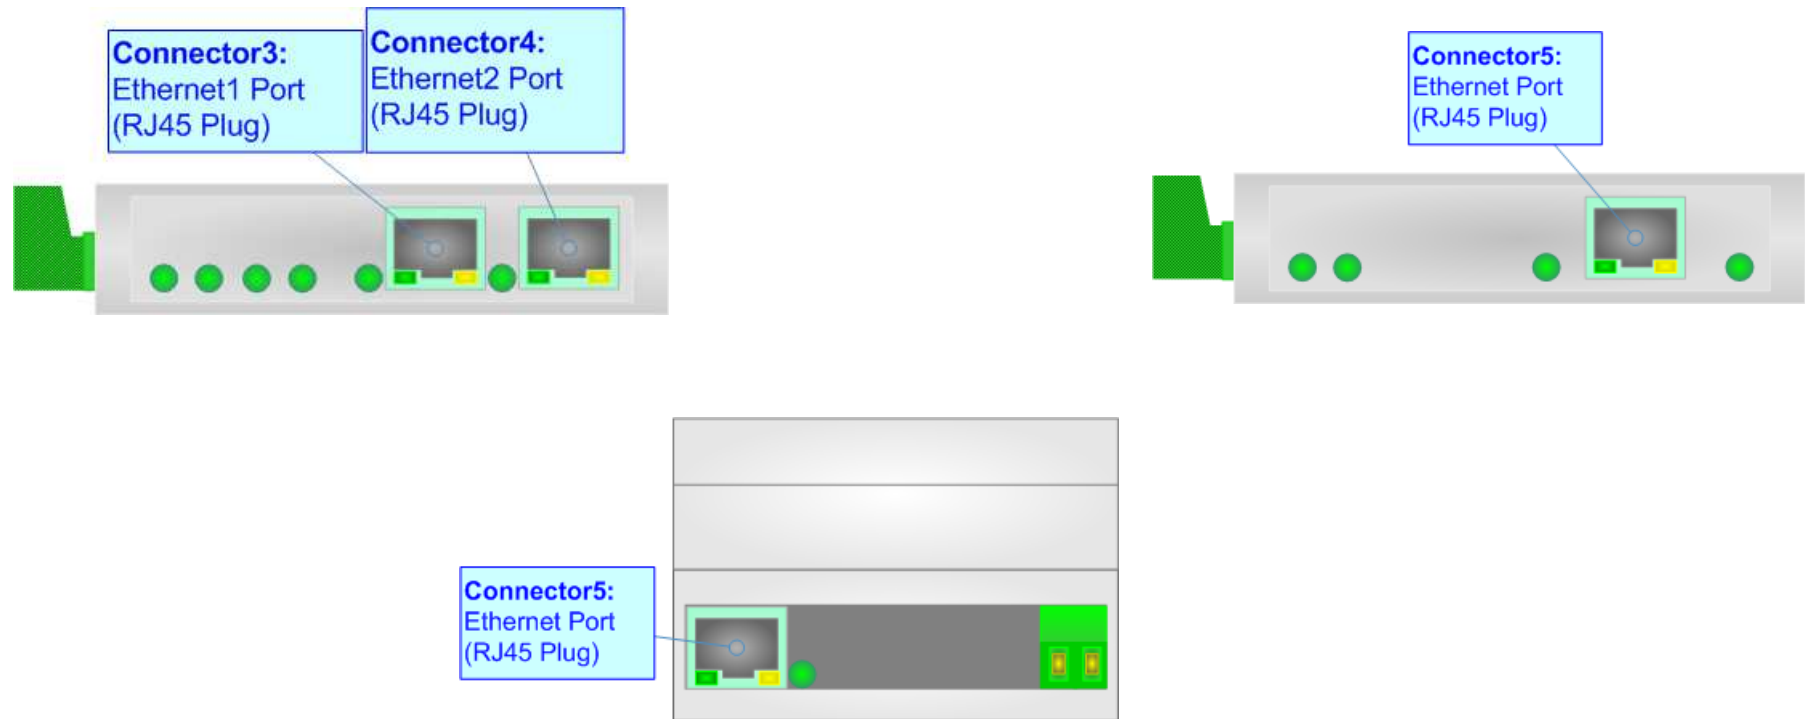 Connector3:
Ethernet1 Port
(RJ45 Plug)
Connector4:
Ethernet2 Port
(RJ45 Plug)
Connector5:
Ethernet Port
(RJ45 Plug)
Connector5:
Ethernet Port
(RJ45 Plug)